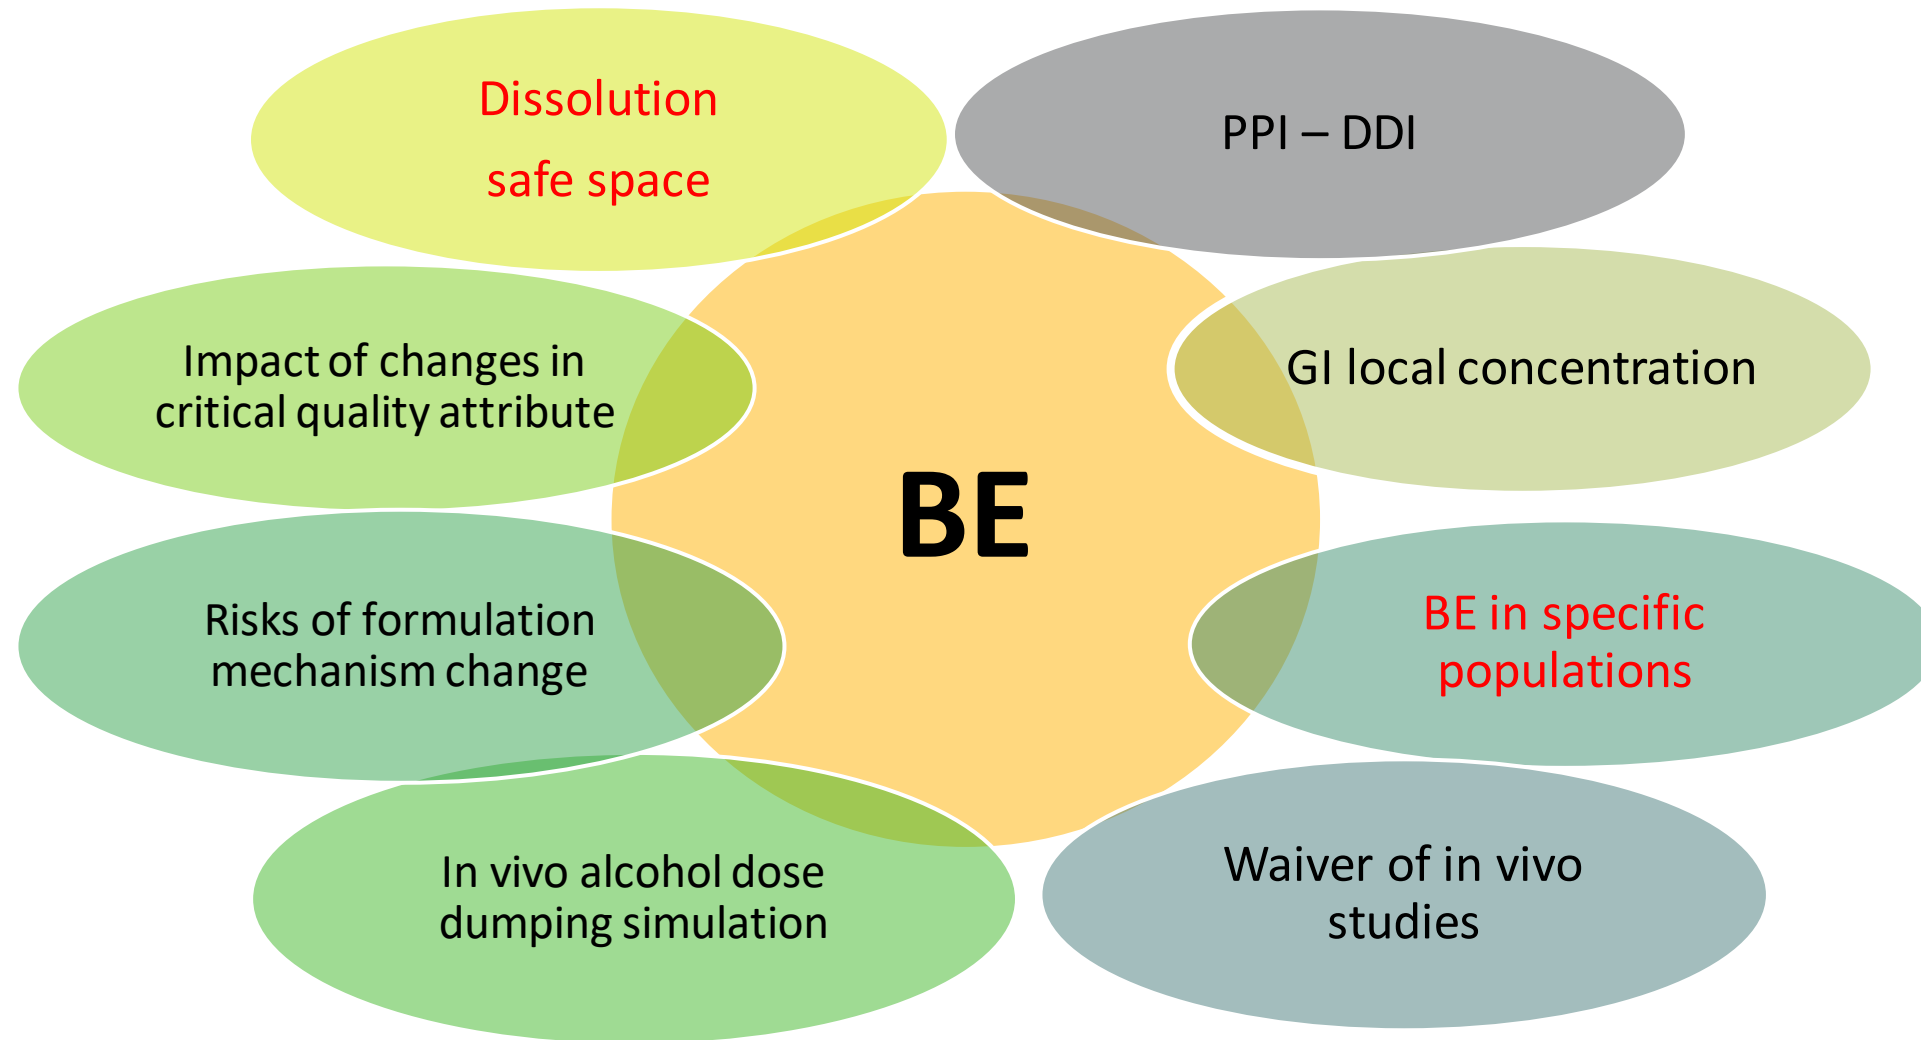 Dissolution
safe space
PPI – DDI
Impact of changes in
critical quality attribute
GI local concentration
BE
Risks of formulation
mechanism change
BE in specific
populations
In vivo alcohol dose
dumping simulation
Waiver of in vivo
studies